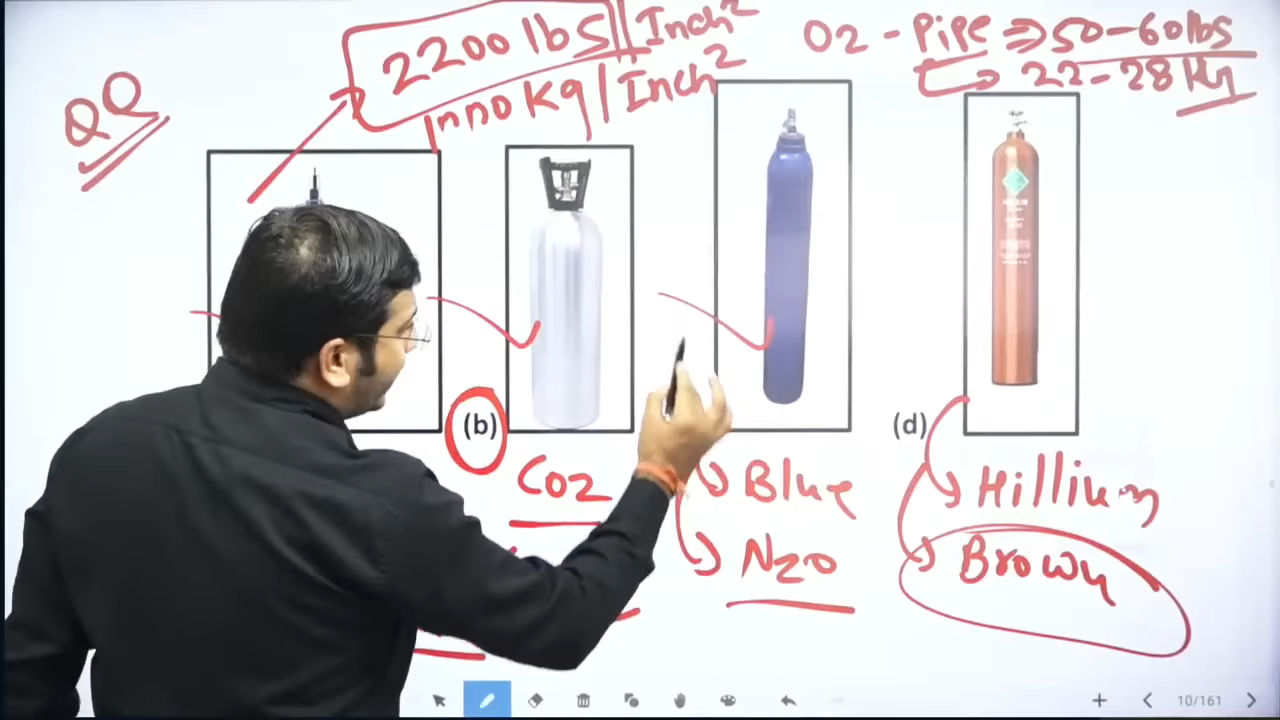 2200 lbs || Inch²
1000 Kg | Inch²
O2 - Pipe ⇒ 50-60 lbs
→ 22-28 Kg
QQ
(b)
(d)
CO2
Blue
N2O
Hillium
Brown
10/161